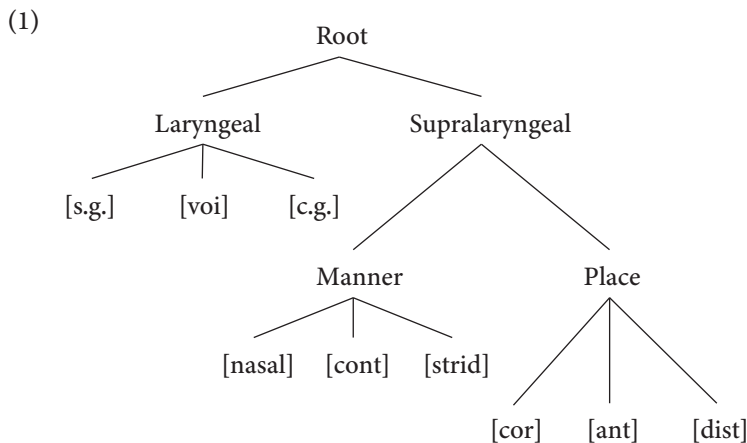 (1)
Root
Laryngeal Supralaryngeal
[s.g.] [voi] [c.g.]
Manner Place
[nasal] [cont] [strid]
[cor] [ant] [dist]